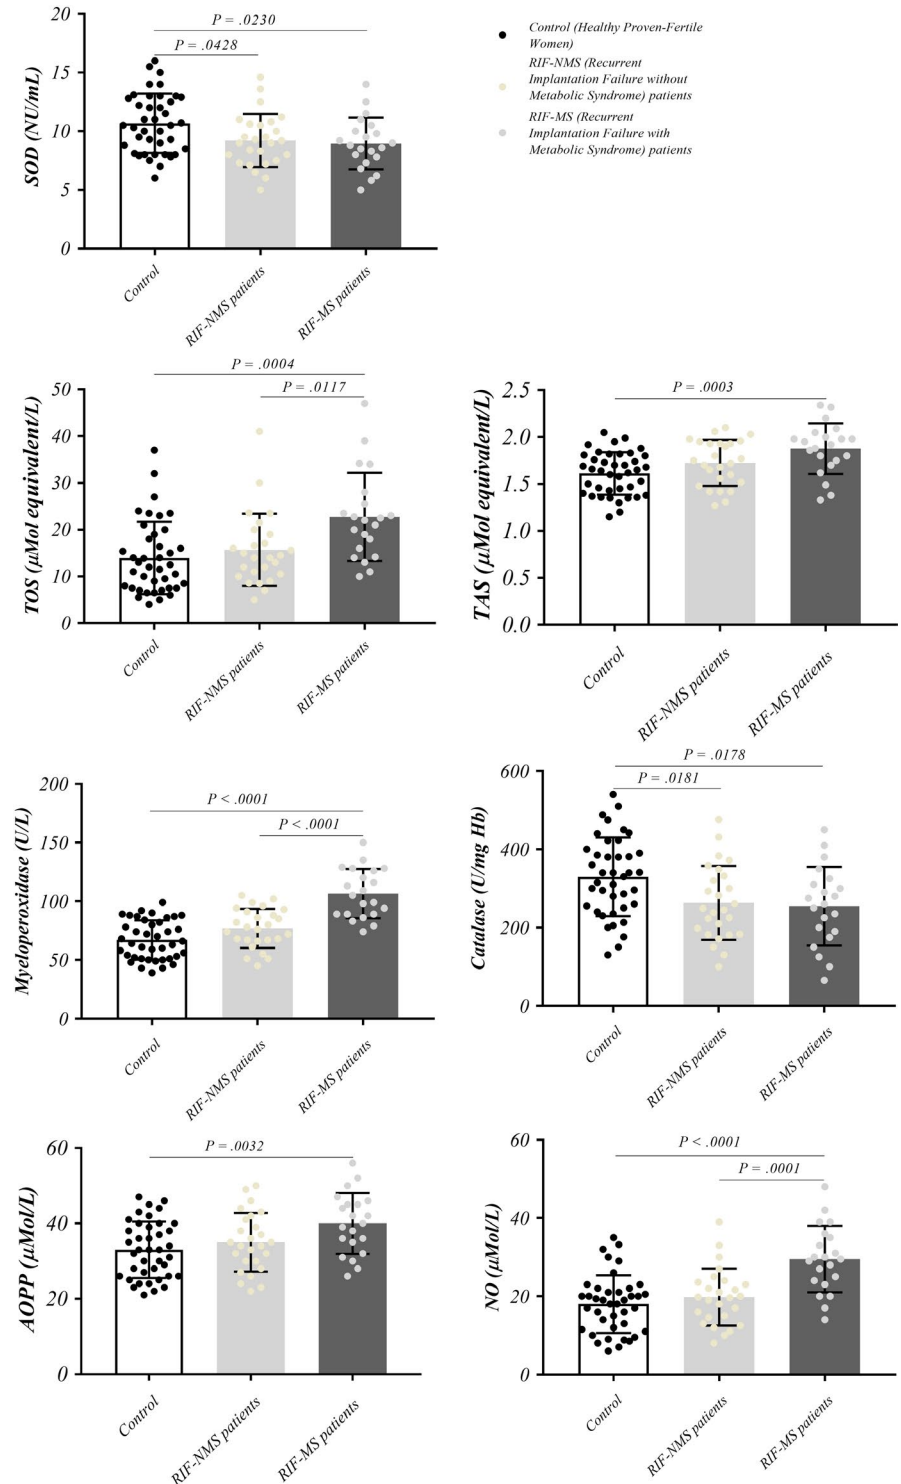 P = .0230
P = .0428
SOD (NU/mL)
20
15
10
5
0
Control
RIF-NMS patients
RIF-MS patients
Control (Healthy Proven-Fertile
Women)
RIF-NMS (Recurrent
Implantation Failure without
Metabolic Syndrome) patients
RIF-MS (Recurrent
Implantation Failure with
Metabolic Syndrome) patients
P = .0004
P = .0117
TOS (µMol equivalent/L)
50
40
30
20
10
0
Control
RIF-NMS patients
RIF-MS patients
P = .0003
TAS (µMol equivalent/L)
2.5
2.0
1.5
1.0
0.5
0.0
Control
RIF-NMS patients
RIF-MS patients
P < .0001
P < .0001
Myeloperoxidase (U/L)
200
150
100
50
0
Control
RIF-NMS patients
RIF-MS patients
P = .0178
P = .0181
Catalase (U/mg Hb)
600
400
200
0
Control
RIF-NMS patients
RIF-MS patients
P = .0032
AOPP (µMol/L)
60
40
20
0
Control
RIF-NMS patients
RIF-MS patients
P < .0001
P = .0001
NO (µMol/L)
60
40
20
0
Control
RIF-NMS patients
RIF-MS patients